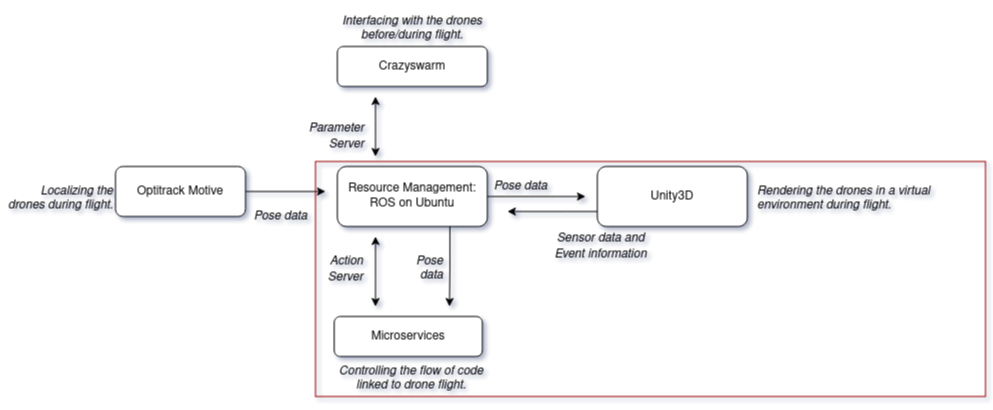 Interfacing with the drones
before/during flight.
Crazyswarm
Parameter
Server
Localizing the
drones during flight.
Optitrack Motive
Pose data
Resource Management:
ROS on Ubuntu
Pose data
Unity3D
Rendering the drones in a virtual
environment during flight.
Sensor data and
Event information
Action
Server
Pose
data
Microservices
Controlling the flow of code
linked to drone flight.